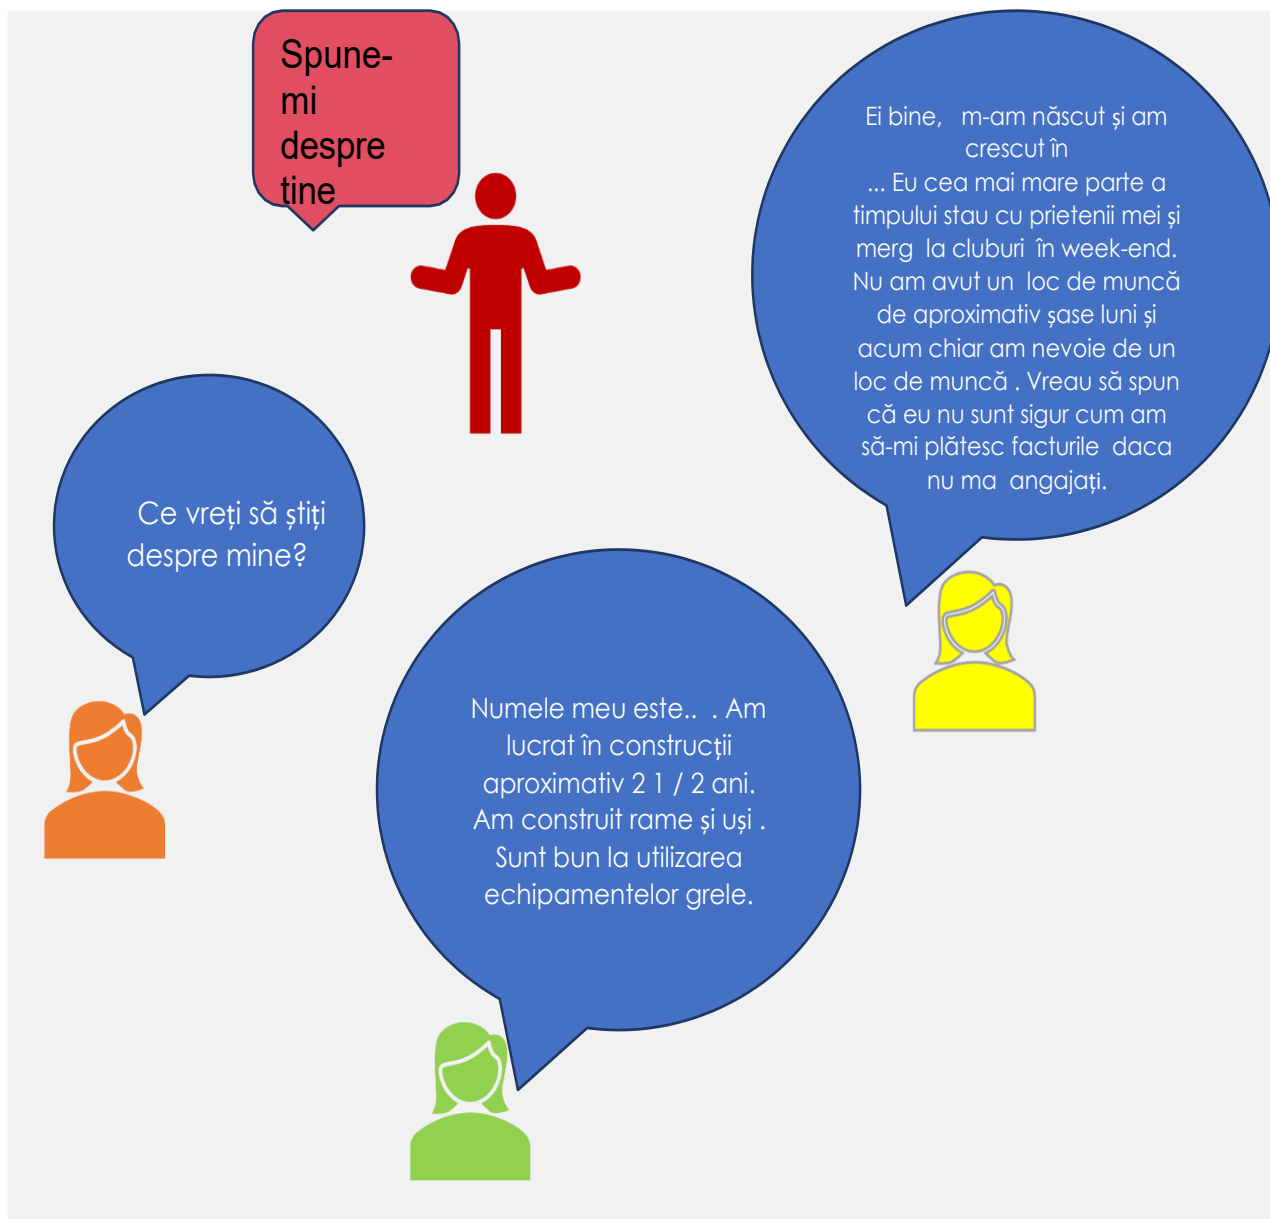 Spune-
mi
despre
tine
Ei bine, m-am născut și am
crescut în
... Eu cea mai mare parte a
timpului stau cu prietenii mei și
merg la cluburi în week-end.
Nu am avut un loc de muncă
de aproximativ șase luni și
acum chiar am nevoie de un
loc de muncă . Vreau să spun
că eu nu sunt sigur cum am
să-mi plătesc facturile daca
nu ma angajați.
Ce vreți să știți
despre mine?
Numele meu este.. . Am
lucrat în construcții
aproximativ 2 1 / 2 ani.
Am construit rame și uși .
Sunt bun la utilizarea
echipamentelor grele.